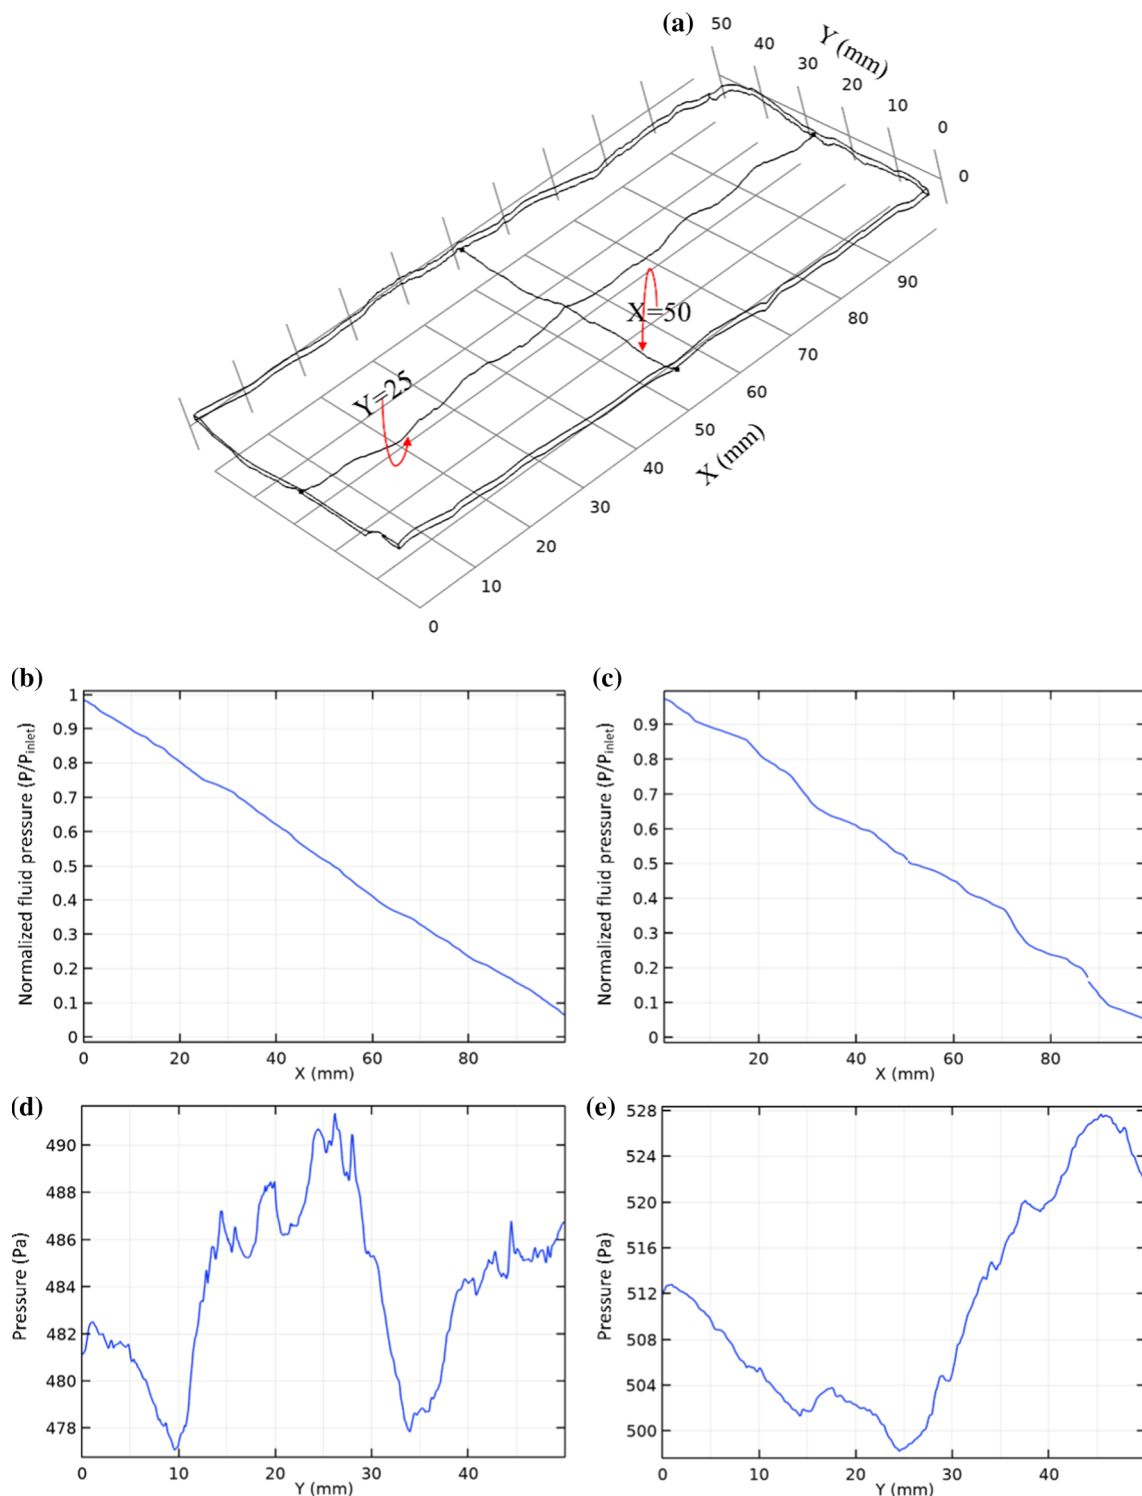 (a)
50
40
30
20
10
0
Y (mm)
0
90
80
70
60
50
40
30
20
10
0
X (mm)
X=50
Y=25
(b)
Normalized fluid pressure (P/Pinlet)
1
0.9
0.8
0.7
0.6
0.5
0.4
0.3
0.2
0.1
0
0 20 40 60 80
X (mm)
(c)
Normalized fluid pressure (P/Pinlet)
0.9
0.8
0.7
0.6
0.5
0.4
0.3
0.2
0.1
0
20 40 60 80
X (mm)
(d)
Pressure (Pa)
490
488
486
484
482
480
478
0 10 20 30 40
Y (mm)
(e)
Pressure (Pa)
528
524
520
516
512
508
504
500
0 10 20 30 40
Y (mm)